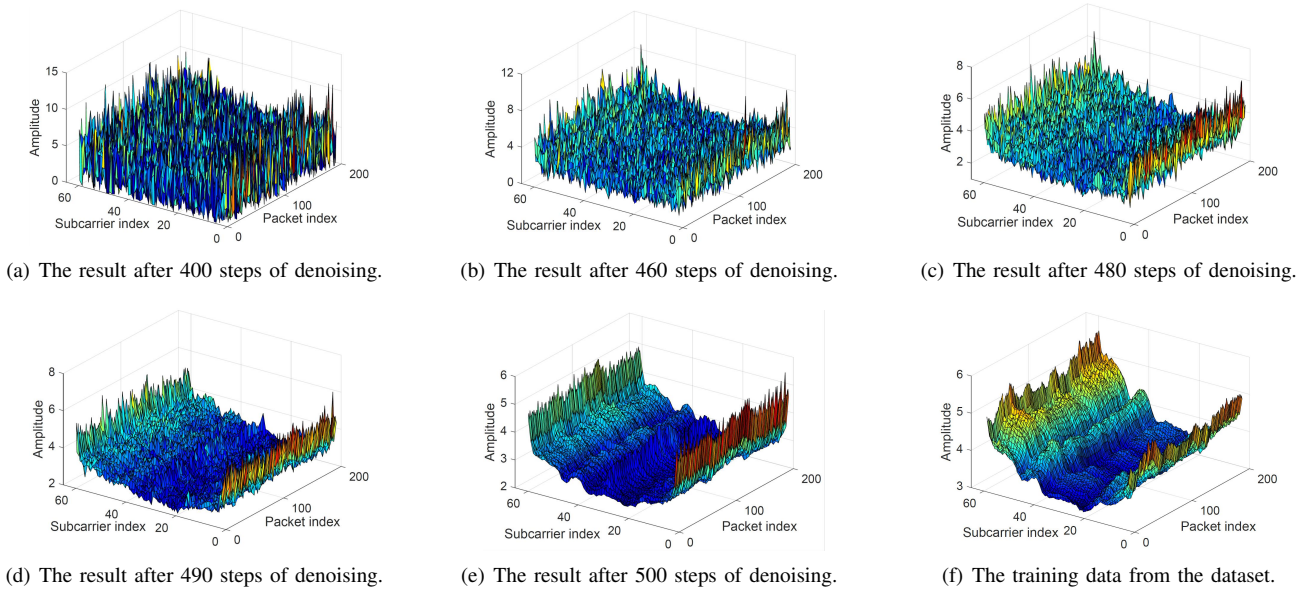 15
10
5
0
Amplitude
60
40
20
0
Subcarrier index
0
100
200
Packet index
(a) The result after 400 steps of denoising.
12
8
4
0
Amplitude
60
40
20
0
Subcarrier index
0
100
200
Packet index
(b) The result after 460 steps of denoising.
8
6
4
2
Amplitude
60
40
20
0
Subcarrier index
0
100
200
Packet index
(c) The result after 480 steps of denoising.
8
6
4
2
Amplitude
60
40
20
0
Subcarrier index
0
100
200
Packet index
(d) The result after 490 steps of denoising.
6
5
4
3
2
Amplitude
60
40
20
0
Subcarrier index
0
100
200
Packet index
(e) The result after 500 steps of denoising.
6
5
4
3
Amplitude
60
40
20
0
Subcarrier index
0
100
200
Packet index
(f) The training data from the dataset.